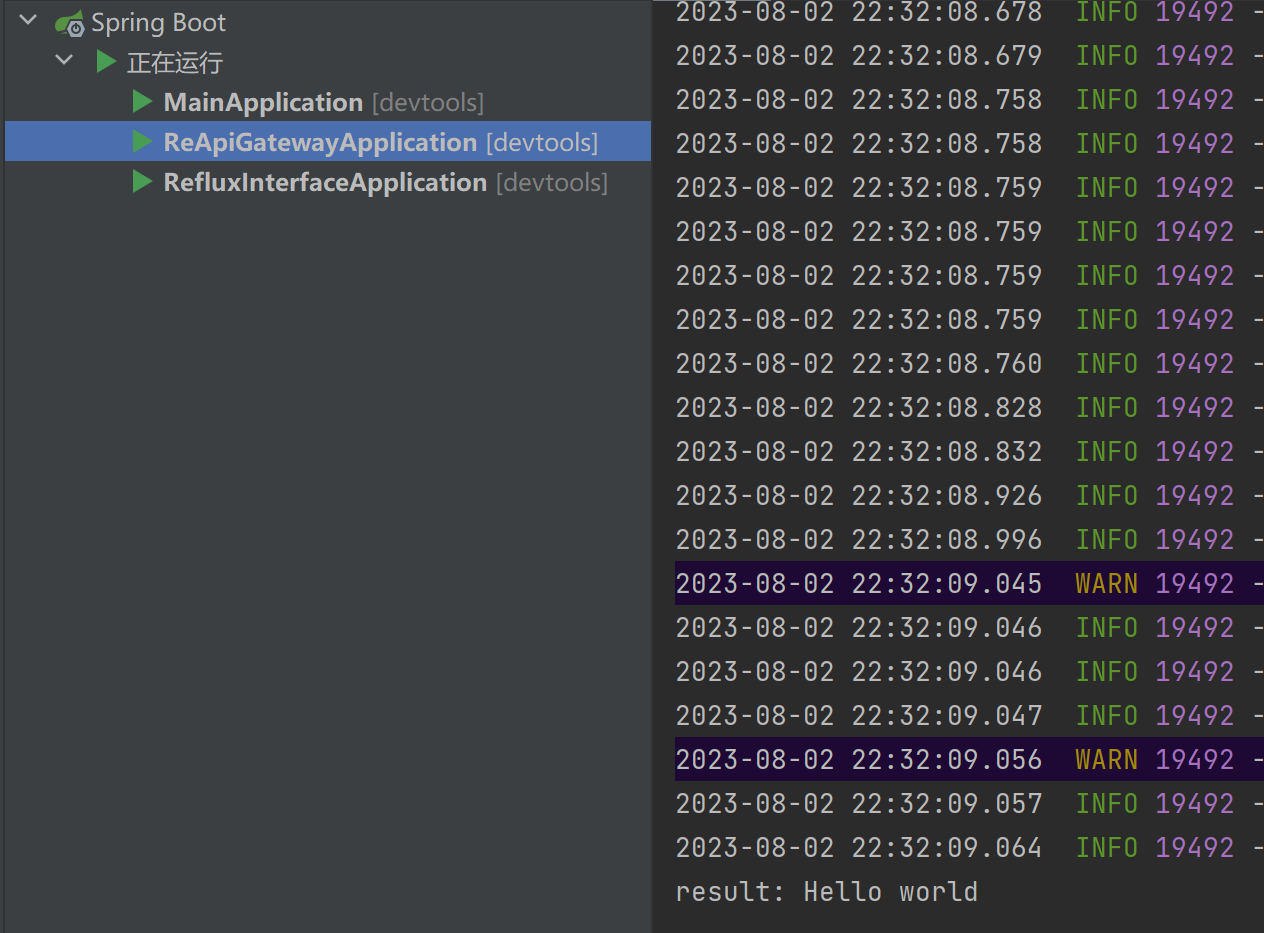 Spring Boot
正在运行
MainApplication [devtools]
ReApiGatewayApplication [devtools]
RefluxInterfaceApplication [devtools]
2023-08-02 22:32:08.678 INFO 19492 -
2023-08-02 22:32:08.679 INFO 19492 -
2023-08-02 22:32:08.758 INFO 19492 -
2023-08-02 22:32:08.758 INFO 19492 -
2023-08-02 22:32:08.759 INFO 19492 -
2023-08-02 22:32:08.759 INFO 19492 -
2023-08-02 22:32:08.759 INFO 19492 -
2023-08-02 22:32:08.759 INFO 19492 -
2023-08-02 22:32:08.760 INFO 19492 -
2023-08-02 22:32:08.828 INFO 19492 -
2023-08-02 22:32:08.832 INFO 19492 -
2023-08-02 22:32:08.926 INFO 19492 -
2023-08-02 22:32:08.996 INFO 19492 -
2023-08-02 22:32:09.045 WARN 19492 -
2023-08-02 22:32:09.046 INFO 19492 -
2023-08-02 22:32:09.046 INFO 19492 -
2023-08-02 22:32:09.047 INFO 19492 -
2023-08-02 22:32:09.056 WARN 19492 -
2023-08-02 22:32:09.057 INFO 19492 -
2023-08-02 22:32:09.064 INFO 19492 -
result: Hello world